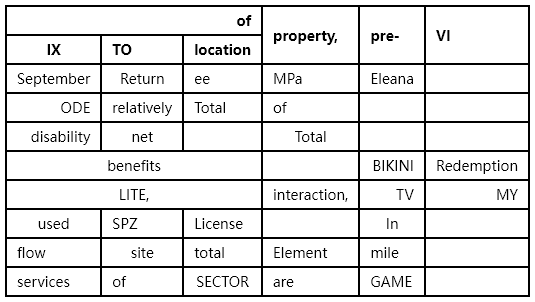 of property, pre- VI
IX TO location
September Return ee MPa Eleana
ODE relatively Total of
disability net Total
benefits BIKINI Redemption
LITE, interaction, TV MY
used SPZ License In
flow site total Element mile
services of SECTOR are GAME